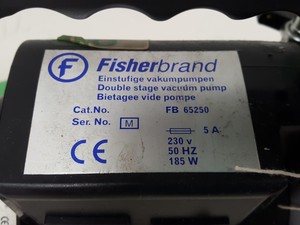 Fisherbrand
Einstufige vakumpumpen
Double stage vacuum pump
Bietagee vide pompe
Cat.No. FB 65250
Ser. No. M
5 A
CE
230 v
50 HZ
185 W